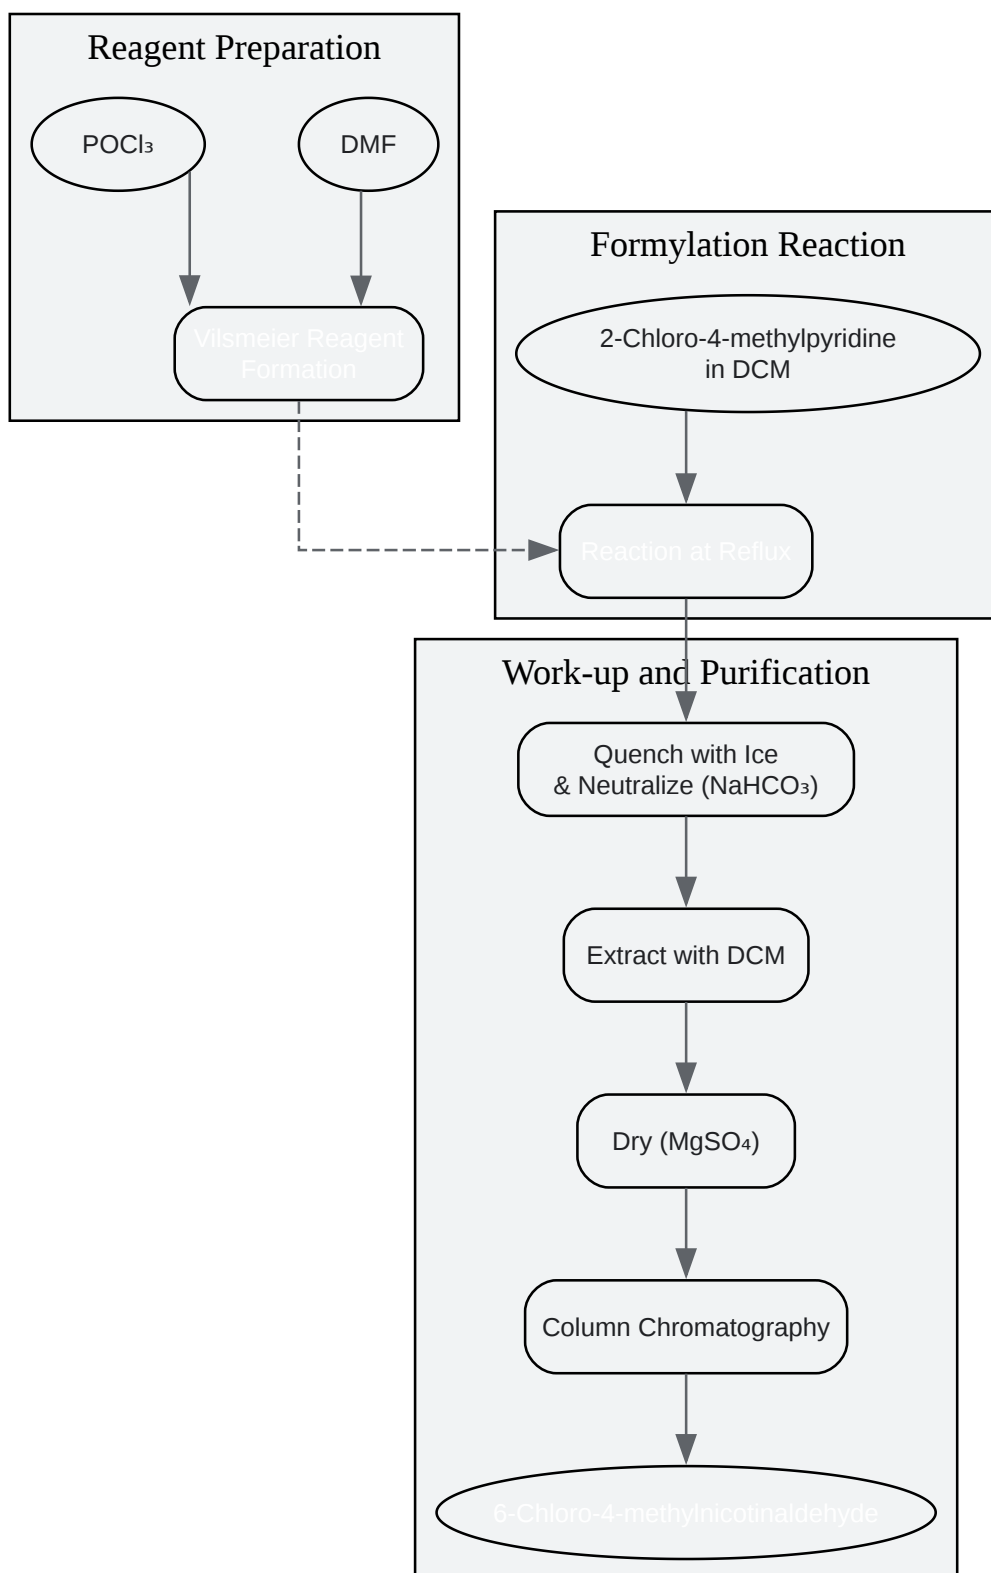 Reagent Preparation
POCl₃
DMF
Vilsmeier Reagent
Formation
Formylation Reaction
2-Chloro-4-methylpyridine
in DCM
Reaction at Reflux
Work-up and Purification
Quench with Ice
& Neutralize (NaHCO₃)
Extract with DCM
Dry (MgSO₄)
Column Chromatography
6-Chloro-4-methylnicotinaldehyde